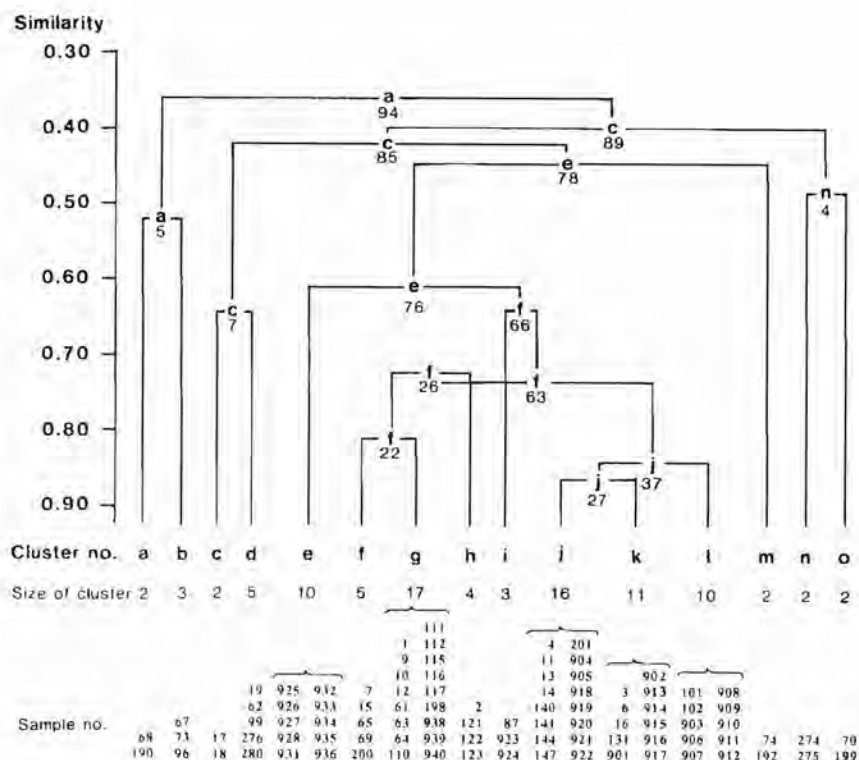 Similarity
0.30
a
94
0.40
c
85
c
89
e
78
0.50
a
5
n
4
0.60
e
76
c
7
f
66
0.70
f
26
f
63
0.80
f
22
j
37
j
27
0.90
Cluster no. a b c d e f g h i j k l m n o
Size of cluster 2 3 2 5 10 5 17 4 3 16 11 10 2 2 2
111
1 112 4 201
9 115 11 904
10 116 13 905 902
19 925 932 7 12 117 14 918 3 913 101 908
62 926 933 15 61 198 2 140 919 6 914 102 909
Sample no. 67 99 927 934 65 63 938 121 87 141 920 16 915 903 910
68 73 17 276 928 935 69 64 939 122 923 144 921 131 916 906 911 74 274 70
190 96 18 280 931 936 200 110 940 123 924 147 922 901 917 907 912 192 275 199